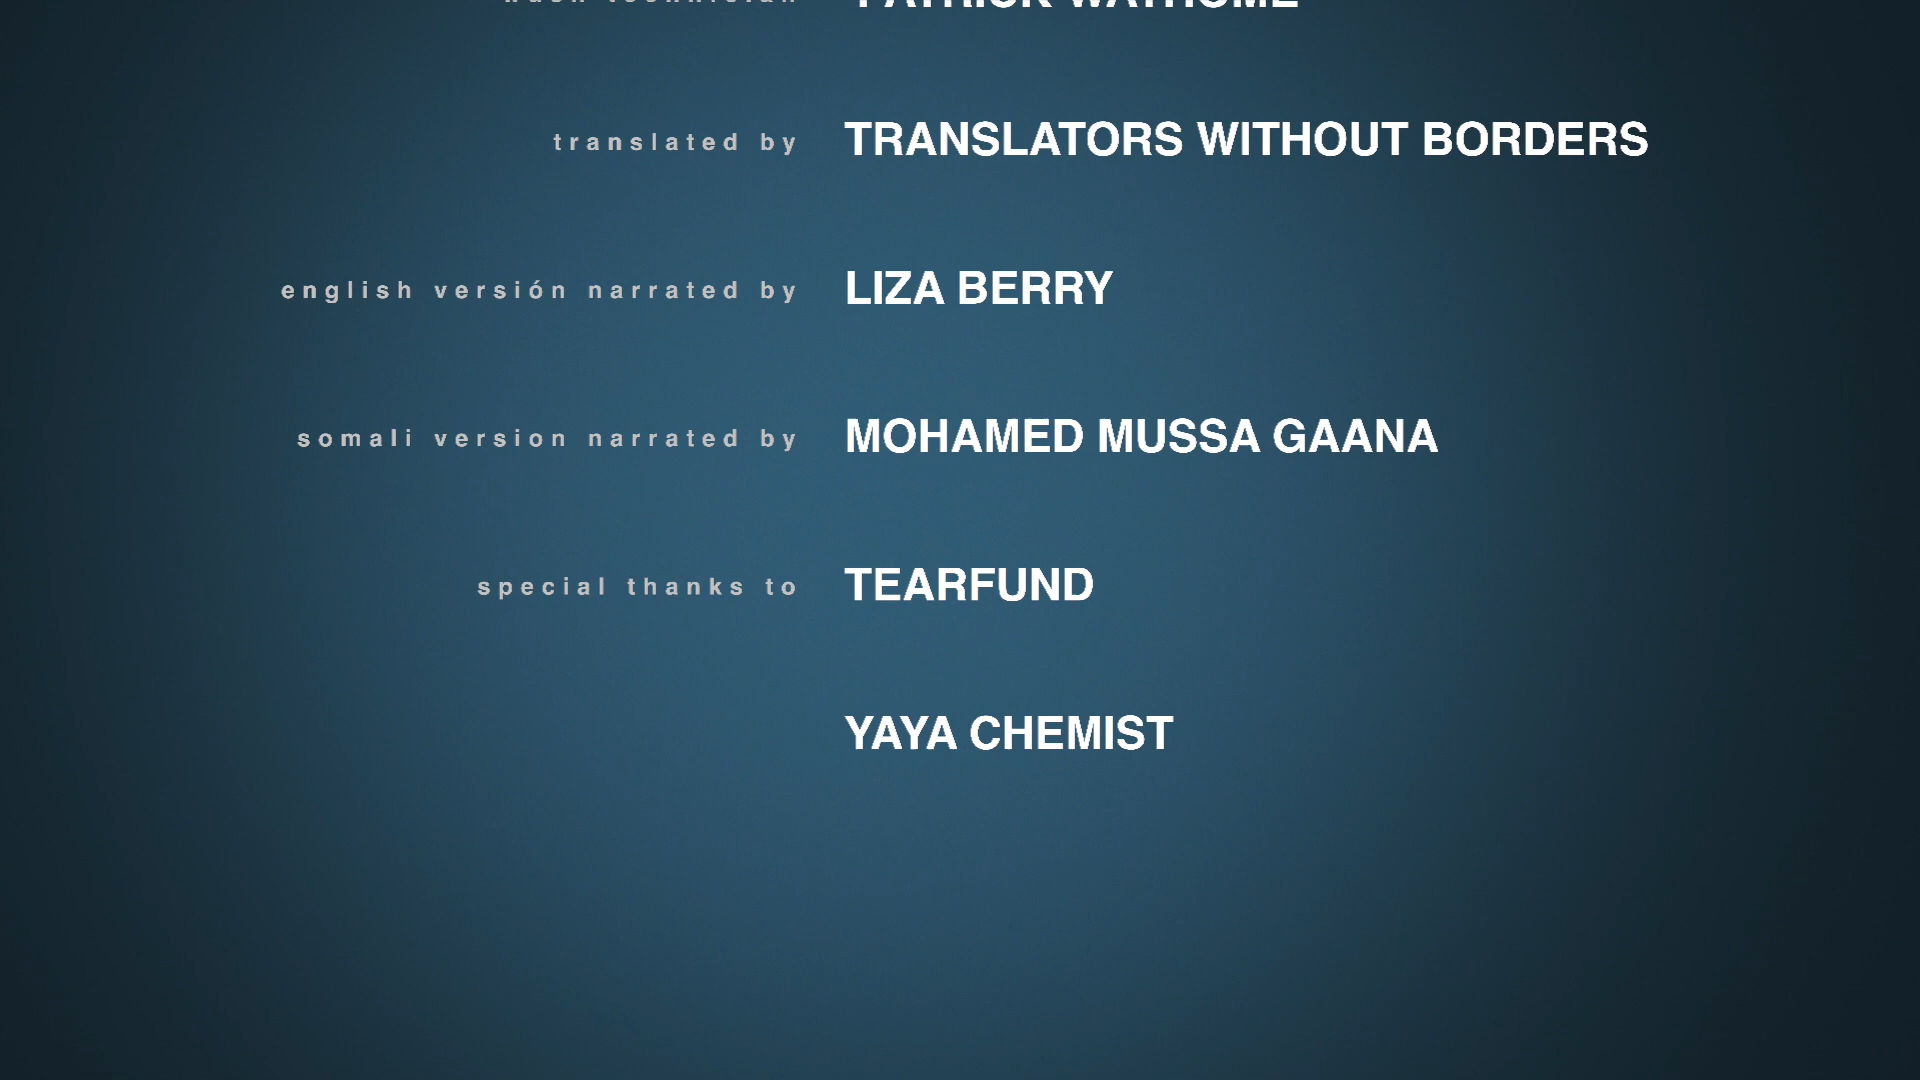 translated by TRANSLATORS WITHOUT BORDERS
english versión narrated by LIZA BERRY
somali version narrated by MOHAMED MUSSA GAANA
special thanks to TEARFUND
YAYA CHEMIST